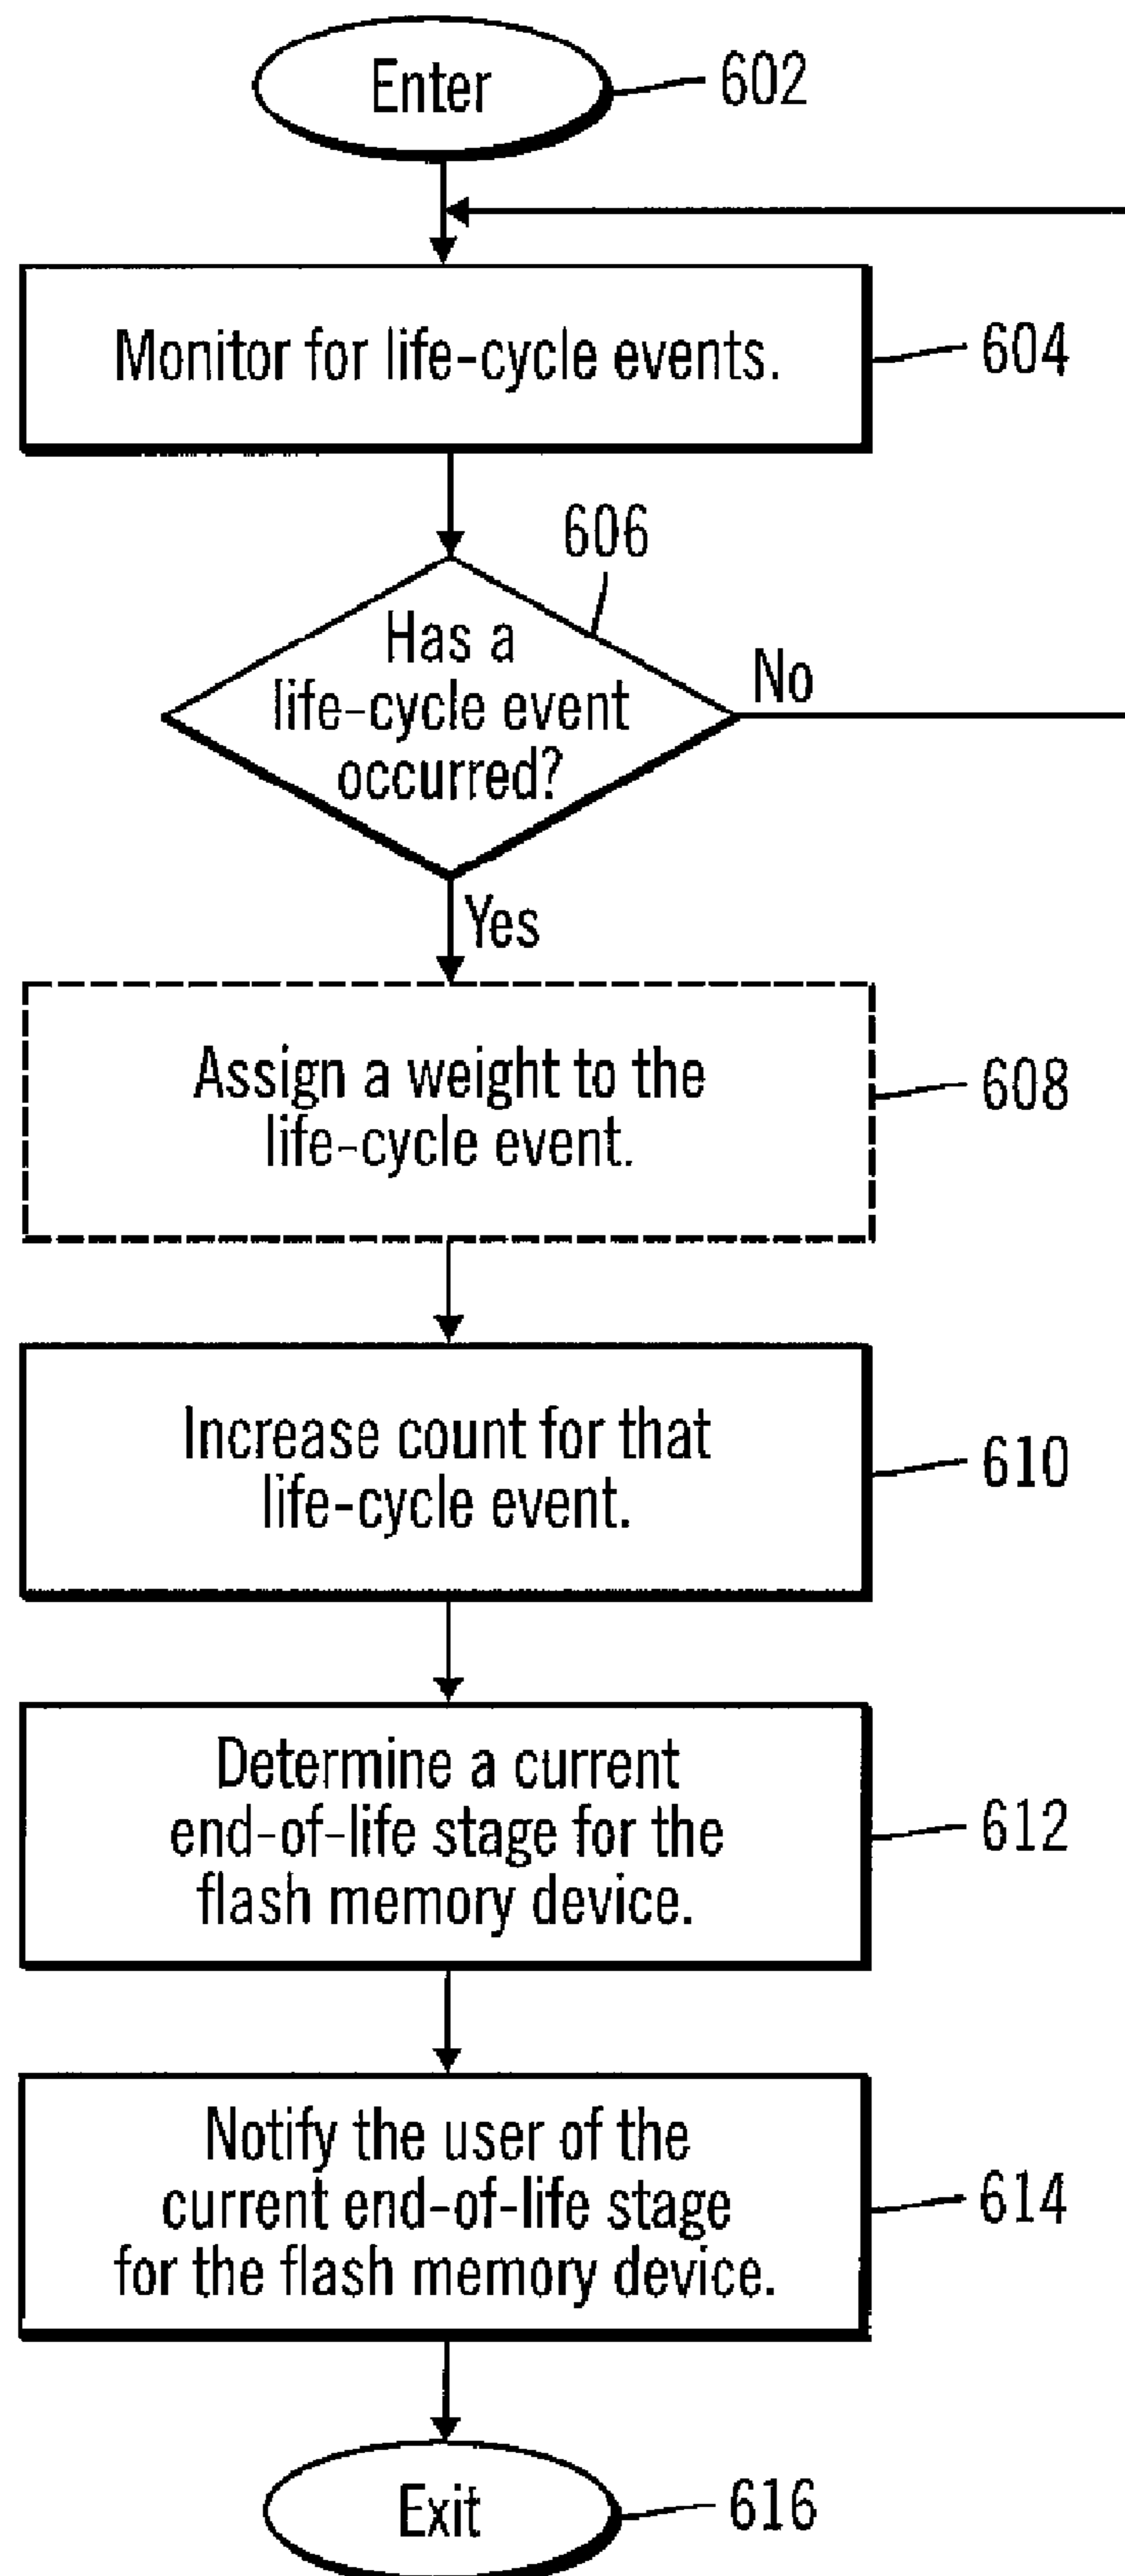 Enter
602
Monitor for life-cycle events.
604
606
Has a
life-cycle event
occurred?
No
Yes
Assign a weight to the
life-cycle event.
608
Increase count for that
life-cycle event.
610
Determine a current
end-of-life stage for the
flash memory device.
612
Notify the user of the
current end-of-life stage
for the flash memory device.
614
Exit
616